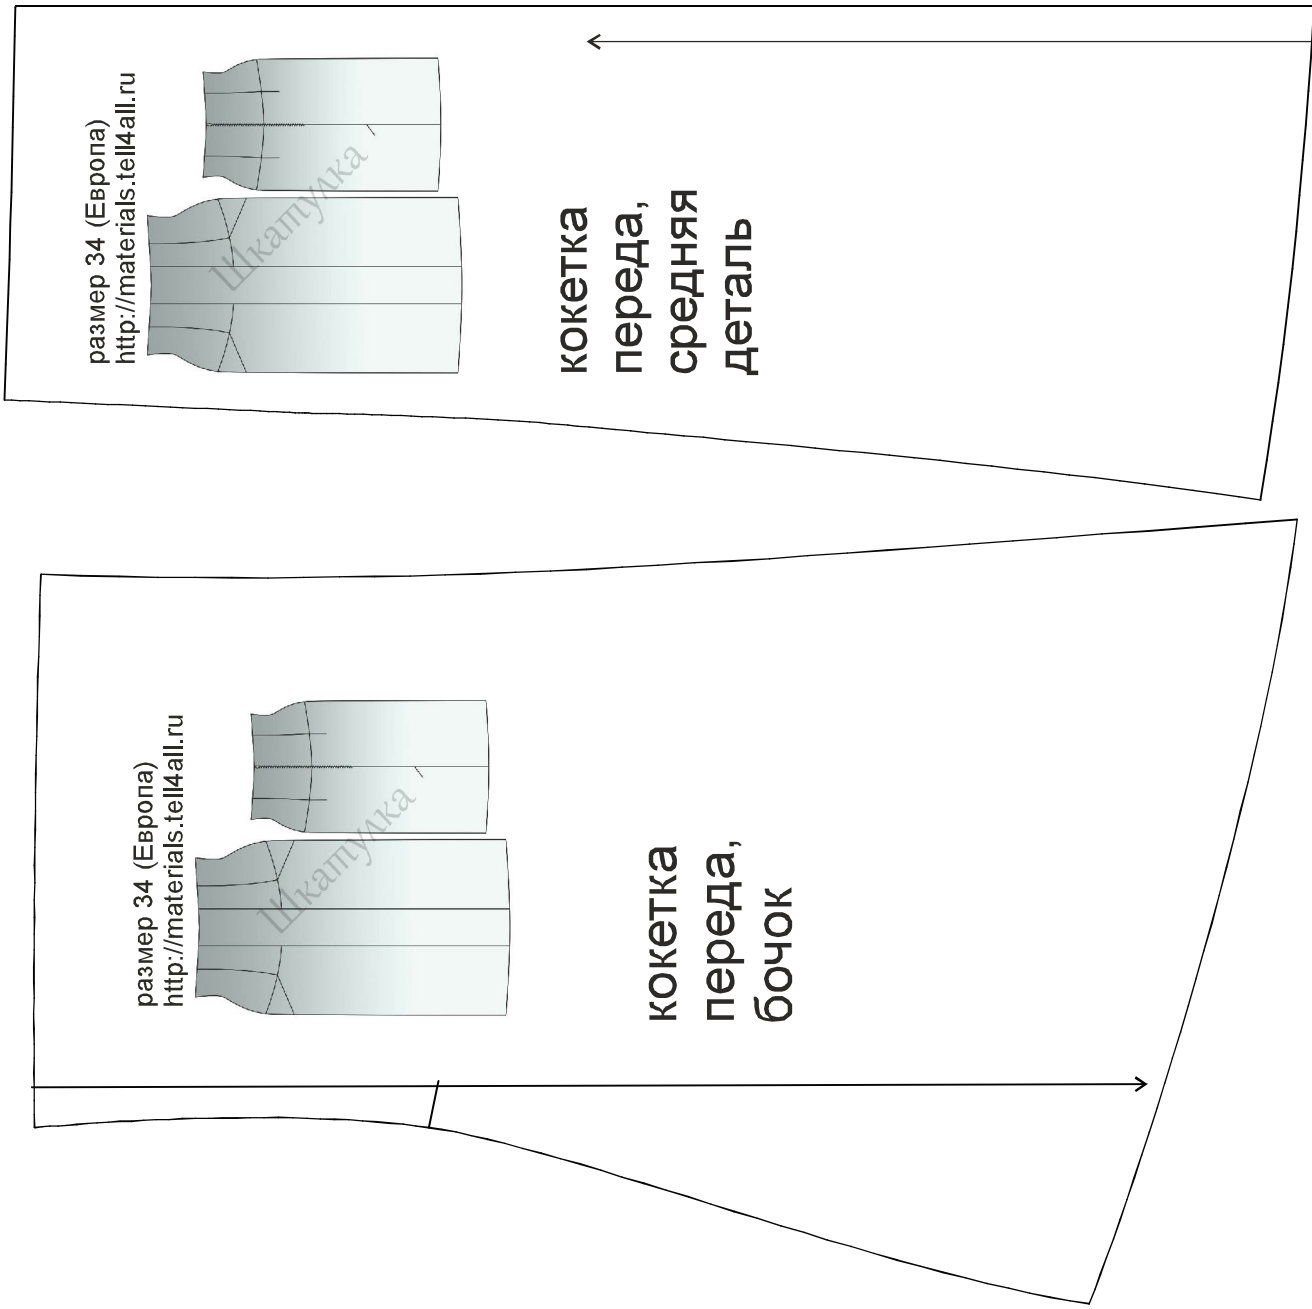 размер 34 (Европа)
http://materials.tell4all.ru
Шкатулка
кокетка
переда,
средняя
деталь
размер 34 (Европа)
http://materials.tell4all.ru
Шкатулка
кокетка
переда,
бочок